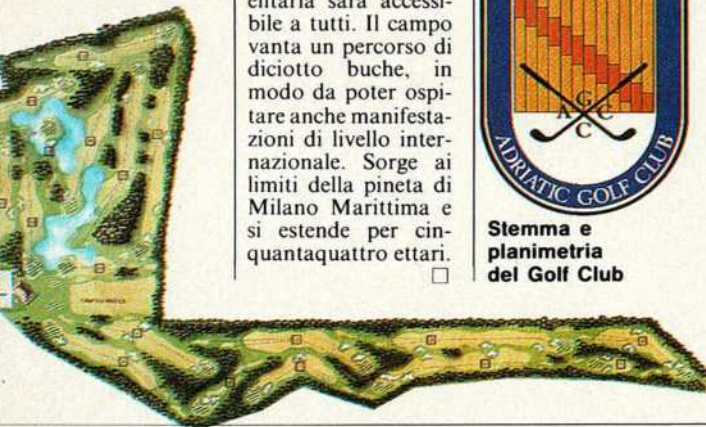 entaria sarà accessi-
bile a tutti. Il campo
vanta un percorso di
diciotto buche, in
modo da poter ospi-
tare anche manifesta-
zioni di livello inter-
nazionale. Sorge ai
limiti della pineta di
Milano Marittima e
si estende per cin-
quantaquattro ettari.
G
A C
C
ADRIATIC GOLF CLUB
Stemma e
planimetria
del Golf Club